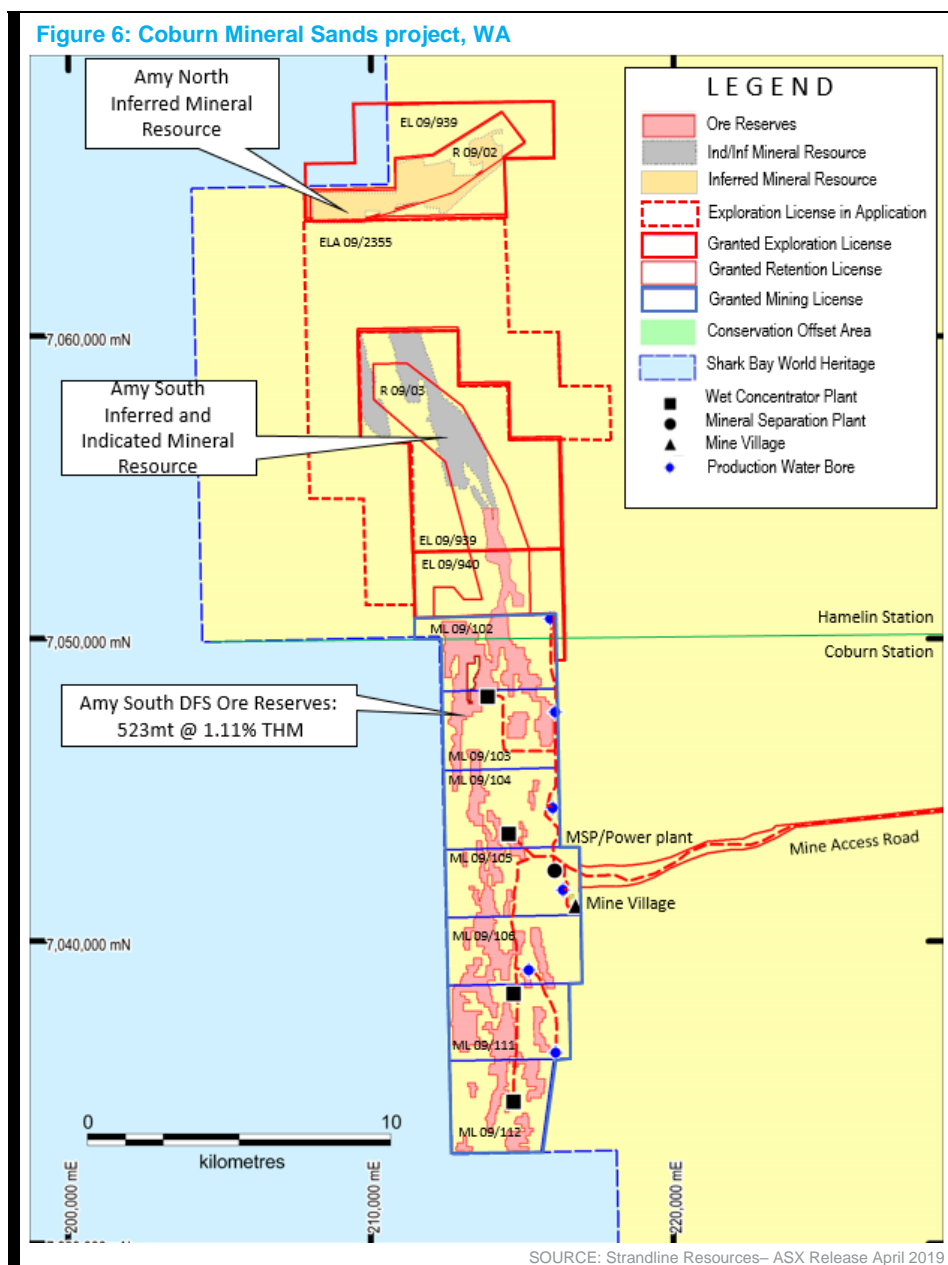 Figure 6: Coburn Mineral Sands project, WA
Amy North
Inferred Mineral
Resource
EL 09/939
R 09/02
ELA 09/2355
LEGEND
Ore Reserves
Ind/Inf Mineral Resource
Inferred Mineral Resource
Exploration License in Application
Granted Exploration License
Granted Retention License
Granted Mining License
Conservation Offset Area
Shark Bay World Heritage
Wet Concentrator Plant
Mineral Separation Plant
Mine Village
Production Water Bore
7,060,000 mN
Amy South
Inferred and
Indicated Mineral
Resource
R 09/03
EL 09/939
EL 09/940
Hamelin Station
ML 09/102
7,050,000 mN
Coburn Station
Amy South DFS Ore Reserves:
523mt @ 1.11% THM
ML 09/103
ML 09/104
MSP/Power plant
Mine Access Road
ML 09/105
Mine Village
ML 09/106
7,040,000 mN
ML 09/111
ML 09/112
0 10
kilometres
200,000 mE
210,000 mE
220,000 mE
SOURCE: Strandline Resources– ASX Release April 2019